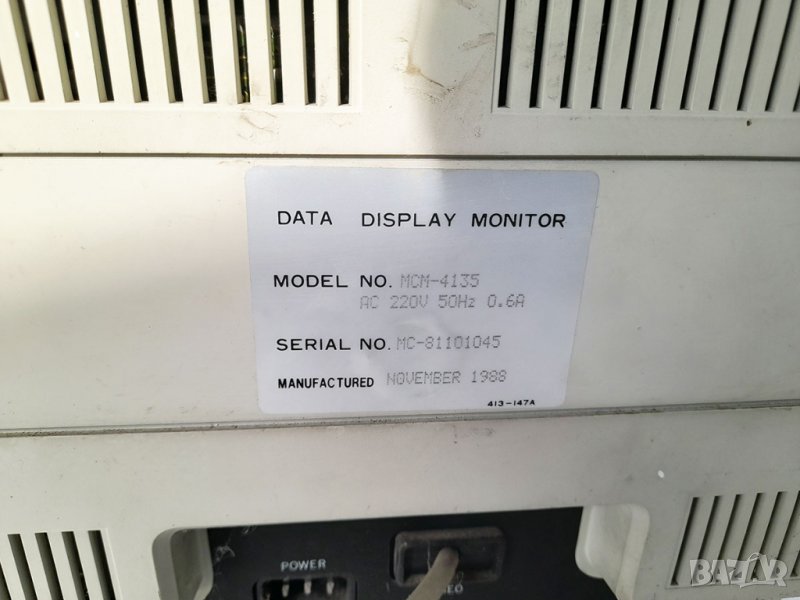 DATA DISPLAY MONITOR
MODEL NO. MCM-4135
AC 220V 50Hz 0.6A
SERIAL NO. MC-81101045
MANUFACTURED NOVEMBER 1988
413-147A
POWER
BAZAR